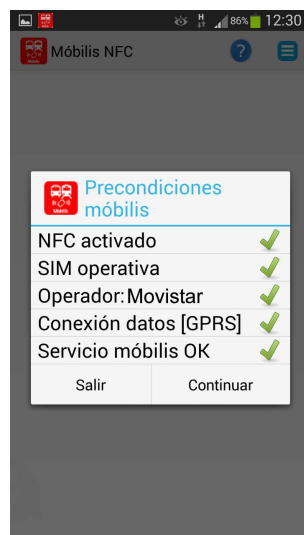 H 86% 12:30
Móbilis NFC ?
Precondiciones
móbilis
NFC activado
SIM operativa
Operador: Movistar
Conexión datos [GPRS]
Servicio móbilis OK
Salir Continuar